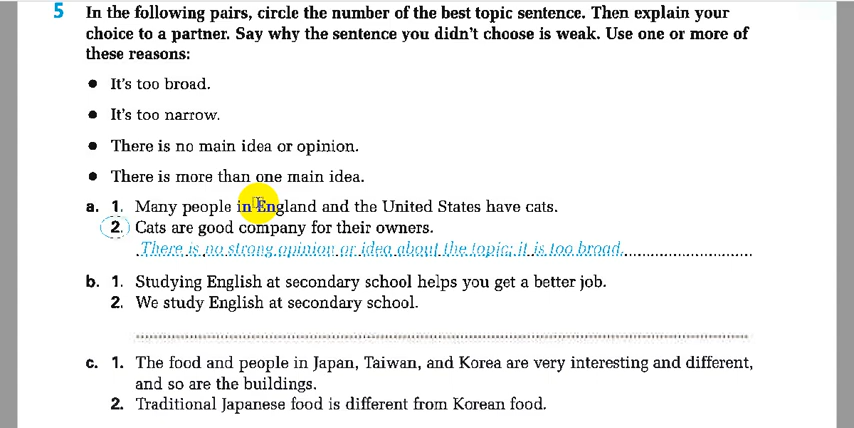 5 In the following pairs, circle the number of the best topic sentence. Then explain your
choice to a partner. Say why the sentence you didn't choose is weak. Use one or more of
these reasons:
● It's too broad.
● It's too narrow.
● There is no main idea or opinion.
● There is more than one main idea.
a. 1. Many people in England and the United States have cats.
2. Cats are good company for their owners.
There is no strong opinion or idea about the topic; it is too broad.
b. 1. Studying English at secondary school helps you get a better job.
2. We study English at secondary school.
c. 1. The food and people in Japan, Taiwan, and Korea are very interesting and different,
and so are the buildings.
2. Traditional Japanese food is different from Korean food.